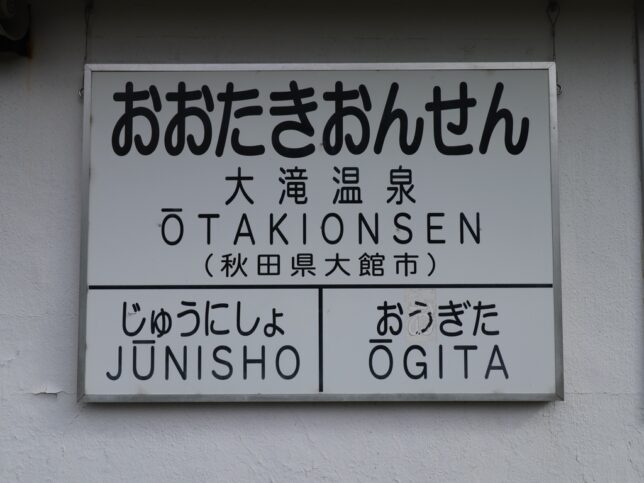 おおたきおんせん
大滝温泉
ŌTAKIONSEN
(秋田県大館市)
じゅうにしょ
JŪNISHO
おうぎた
ŌGITA